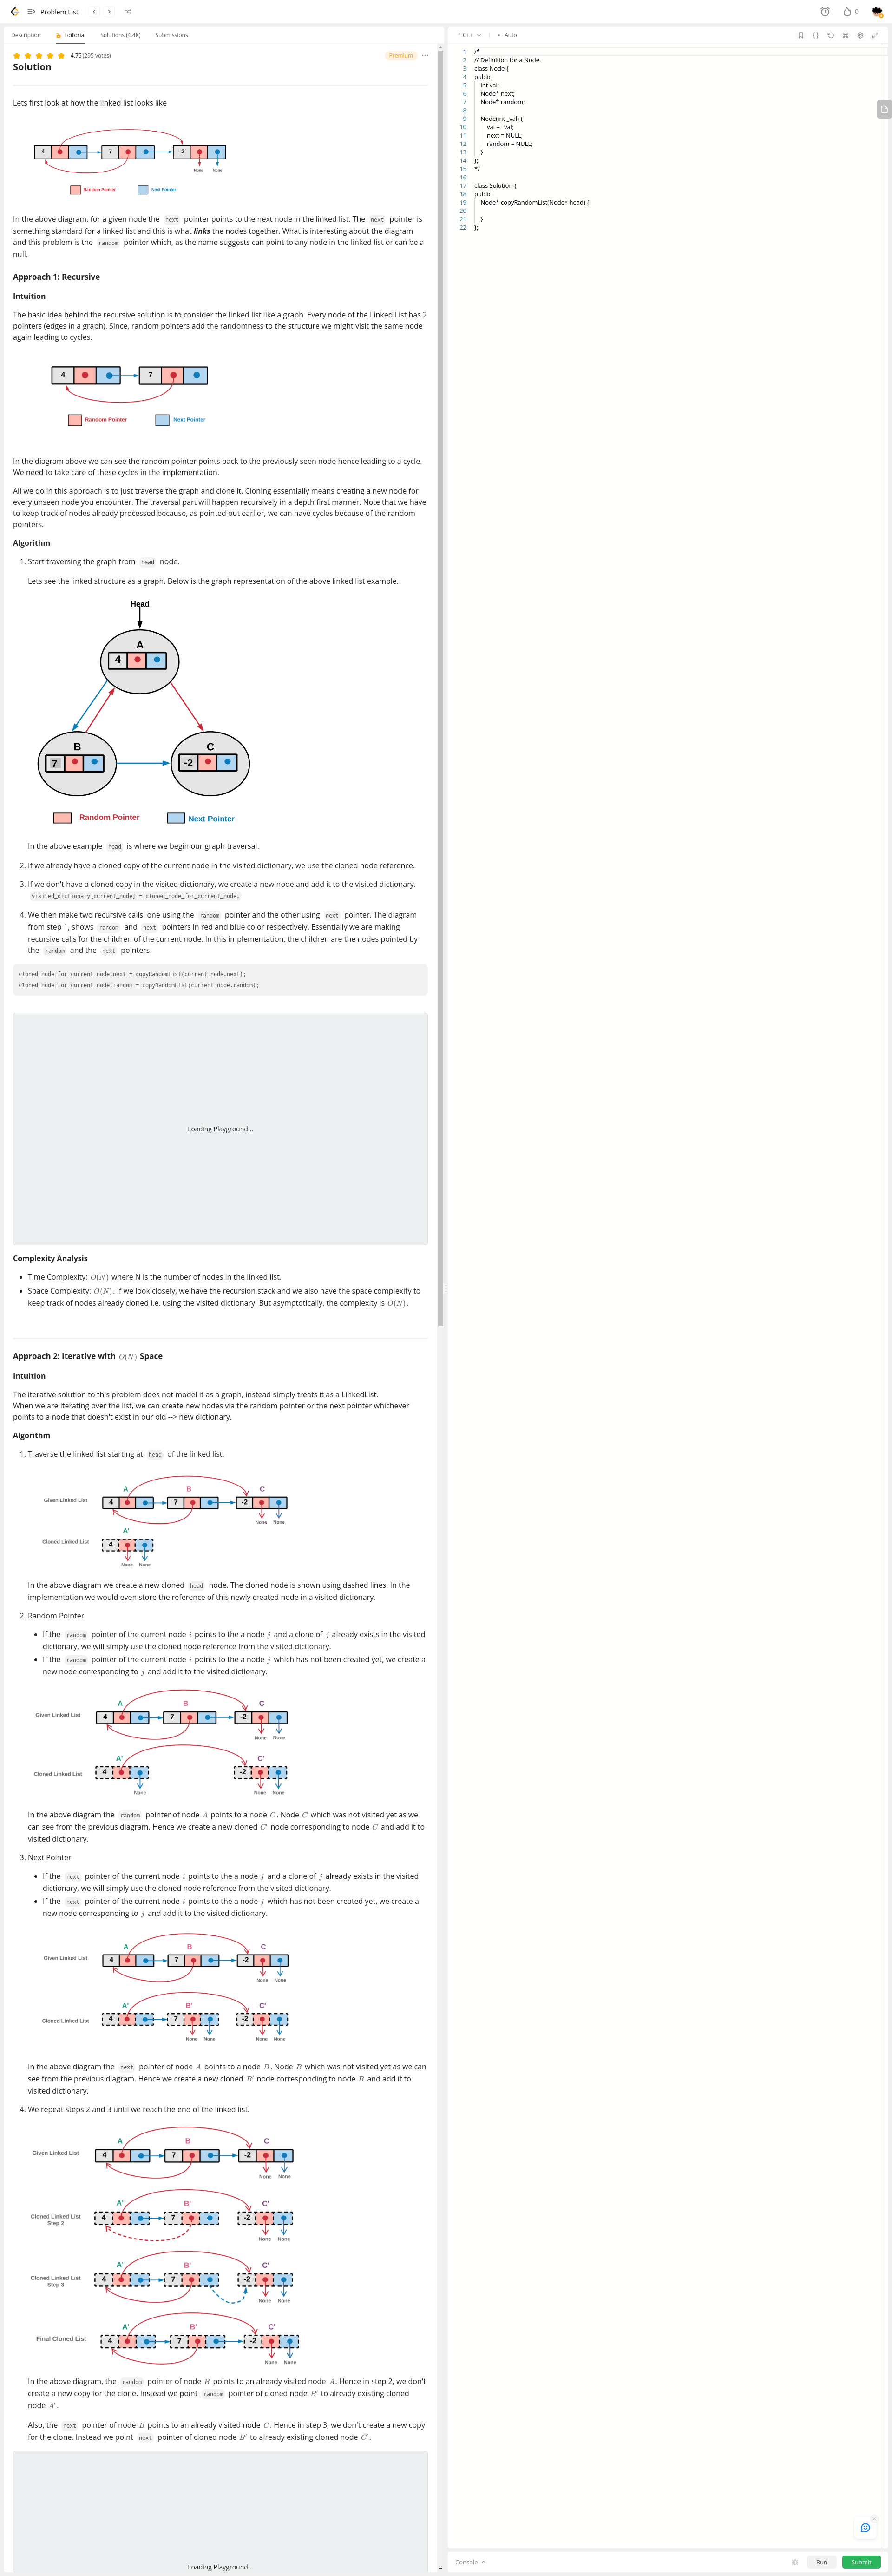 Problem List
0
Description
Editorial
Solutions (4.4K)
Submissions
4.75 (295 votes)
Premium
Solution
Lets first look at how the linked list looks like
4
7
-2
None
None
Random Pointer
Next Pointer
In the above diagram, for a given node the next pointer points to the next node in the linked list. The next pointer is
something standard for a linked list and this is what links the nodes together. What is interesting about the diagram
and this problem is the random pointer which, as the name suggests can point to any node in the linked list or can be a
null.
Approach 1: Recursive
Intuition
The basic idea behind the recursive solution is to consider the linked list like a graph. Every node of the Linked List has 2
pointers (edges in a graph). Since, random pointers add the randomness to the structure we might visit the same node
again leading to cycles.
4
7
Random Pointer
Next Pointer
In the diagram above we can see the random pointer points back to the previously seen node hence leading to a cycle.
We need to take care of these cycles in the implementation.
All we do in this approach is to just traverse the graph and clone it. Cloning essentially means creating a new node for
every unseen node you encounter. The traversal part will happen recursively in a depth first manner. Note that we have
to keep track of nodes already processed because, as pointed out earlier, we can have cycles because of the random
pointers.
Algorithm
1. Start traversing the graph from head node.
Lets see the linked structure as a graph. Below is the graph representation of the above linked list example.
Head
A
4
B
7
C
-2
Random Pointer
Next Pointer
In the above example head is where we begin our graph traversal.
2. If we already have a cloned copy of the current node in the visited dictionary, we use the cloned node reference.
3. If we don't have a cloned copy in the visited dictionary, we create a new node and add it to the visited dictionary.
visited_dictionary[current_node] = cloned_node_for_current_node.
4. We then make two recursive calls, one using the random pointer and the other using next pointer. The diagram
from step 1, shows random and next pointers in red and blue color respectively. Essentially we are making
recursive calls for the children of the current node. In this implementation, the children are the nodes pointed by
the random and the next pointers.
cloned_node_for_current_node.next = copyRandomList(current_node.next);
cloned_node_for_current_node.random = copyRandomList(current_node.random);
Loading Playground...
Complexity Analysis
• Time Complexity: O(N) where N is the number of nodes in the linked list.
• Space Complexity: O(N). If we look closely, we have the recursion stack and we also have the space complexity to
keep track of nodes already cloned i.e. using the visited dictionary. But asymptotically, the complexity is O(N).
Approach 2: Iterative with O(N) Space
Intuition
The iterative solution to this problem does not model it as a graph, instead simply treats it as a LinkedList.
When we are iterating over the list, we can create new nodes via the random pointer or the next pointer whichever
points to a node that doesn't exist in our old --> new dictionary.
Algorithm
1. Traverse the linked list starting at head of the linked list.
A B C
Given Linked List
4 7 -2
None None
A'
Cloned Linked List
4
None None
In the above diagram we create a new cloned head node. The cloned node is shown using dashed lines. In the
implementation we would even store the reference of this newly created node in a visited dictionary.
2. Random Pointer
• If the random pointer of the current node i points to the a node j and a clone of j already exists in the visited
dictionary, we will simply use the cloned node reference from the visited dictionary.
• If the random pointer of the current node i points to the a node j which has not been created yet, we create a
new node corresponding to j and add it to the visited dictionary.
A B C
Given Linked List
4 7 -2
None None
A' C'
Cloned Linked List
4 -2
None None None
In the above diagram the random pointer of node A points to a node C. Node C which was not visited yet as we
can see from the previous diagram. Hence we create a new cloned C' node corresponding to node C and add it to
visited dictionary.
3. Next Pointer
• If the next pointer of the current node i points to the a node j and a clone of j already exists in the visited
dictionary, we will simply use the cloned node reference from the visited dictionary.
• If the next pointer of the current node i points to the a node j which has not been created yet, we create a
new node corresponding to j and add it to the visited dictionary.
A B C
Given Linked List
4 7 -2
None None
A' B' C'
Cloned Linked List
4 7 -2
None None None None
In the above diagram the next pointer of node A points to a node B. Node B which was not visited yet as we can
see from the previous diagram. Hence we create a new cloned B' node corresponding to node B and add it to
visited dictionary.
4. We repeat steps 2 and 3 until we reach the end of the linked list.
A B C
Given Linked List
4 7 -2
None None
A' B' C'
Cloned Linked List
Step 2
4 7 -2
None None
A' B' C'
Cloned Linked List
Step 3
4 7 -2
None None
A' B' C'
Final Cloned List
4 7 -2
None None
In the above diagram, the random pointer of node B points to an already visited node A. Hence in step 2, we don't
create a new copy for the clone. Instead we point random pointer of cloned node B' to already existing cloned
node A'.
Also, the next pointer of node B points to an already visited node C. Hence in step 3, we don't create a new copy
for the clone. Instead we point next pointer of cloned node B' to already existing cloned node C'.
Loading Playground...
i C++
Auto
1 /*
2 // Definition for a Node.
3 class Node {
4 public:
5 int val;
6 Node* next;
7 Node* random;
8
9 Node(int _val) {
10 val = _val;
11 next = NULL;
12 random = NULL;
13 }
14 };
15 */
16
17 class Solution {
18 public:
19 Node* copyRandomList(Node* head) {
20
21 }
22 };
Console
Run
Submit